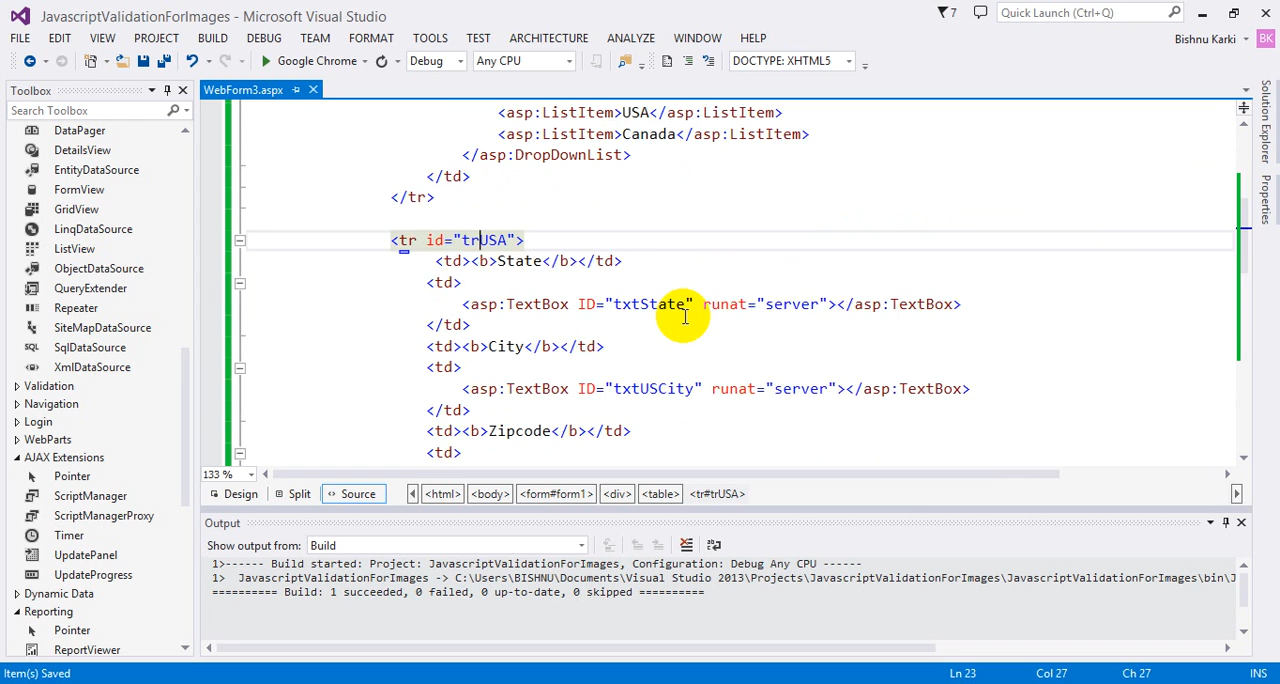 JavascriptValidationForImages - Microsoft Visual Studio
7
Quick Launch (Ctrl+Q)
FILE EDIT VIEW PROJECT BUILD DEBUG TEAM FORMAT TOOLS TEST ARCHITECTURE ANALYZE WINDOW HELP
Bishnu Karki BK
Google Chrome Debug Any CPU DOCTYPE: XHTML5
Toolbox
Search Toolbox
DataPager
DetailsView
EntityDataSource
FormView
GridView
LinqDataSource
ListView
ObjectDataSource
QueryExtender
Repeater
SiteMapDataSource
SqlDataSource
XmlDataSource
Validation
Navigation
Login
WebParts
AJAX Extensions
Pointer
ScriptManager
ScriptManagerProxy
Timer
UpdatePanel
UpdateProgress
Dynamic Data
Reporting
Pointer
ReportViewer
WebForm3.aspx
<asp:ListItem>USA</asp:ListItem>
<asp:ListItem>Canada</asp:ListItem>
</asp:DropDownList>
</td>
</tr>
<tr id="trUSA">
<td><b>State</b></td>
<td>
<asp:TextBox ID="txtState" runat="server"></asp:TextBox>
</td>
<td><b>City</b></td>
<td>
<asp:TextBox ID="txtUSCity" runat="server"></asp:TextBox>
</td>
<td><b>Zipcode</b></td>
<td>
133 %
Design Split Source <html> <body> <form#form1> <div> <table> <tr#trUSA>
Output
Show output from: Build
1>------ Build started: Project: JavascriptValidationForImages, Configuration: Debug Any CPU ------
1> JavascriptValidationForImages -> C:\Users\BISHNU\Documents\Visual Studio 2013\Projects\JavascriptValidationForImages\JavascriptValidationForImages\bin\J
========== Build: 1 succeeded, 0 failed, 0 up-to-date, 0 skipped ==========
Solution Explorer
Properties
Item(s) Saved Ln 23 Col 27 Ch 27 INS